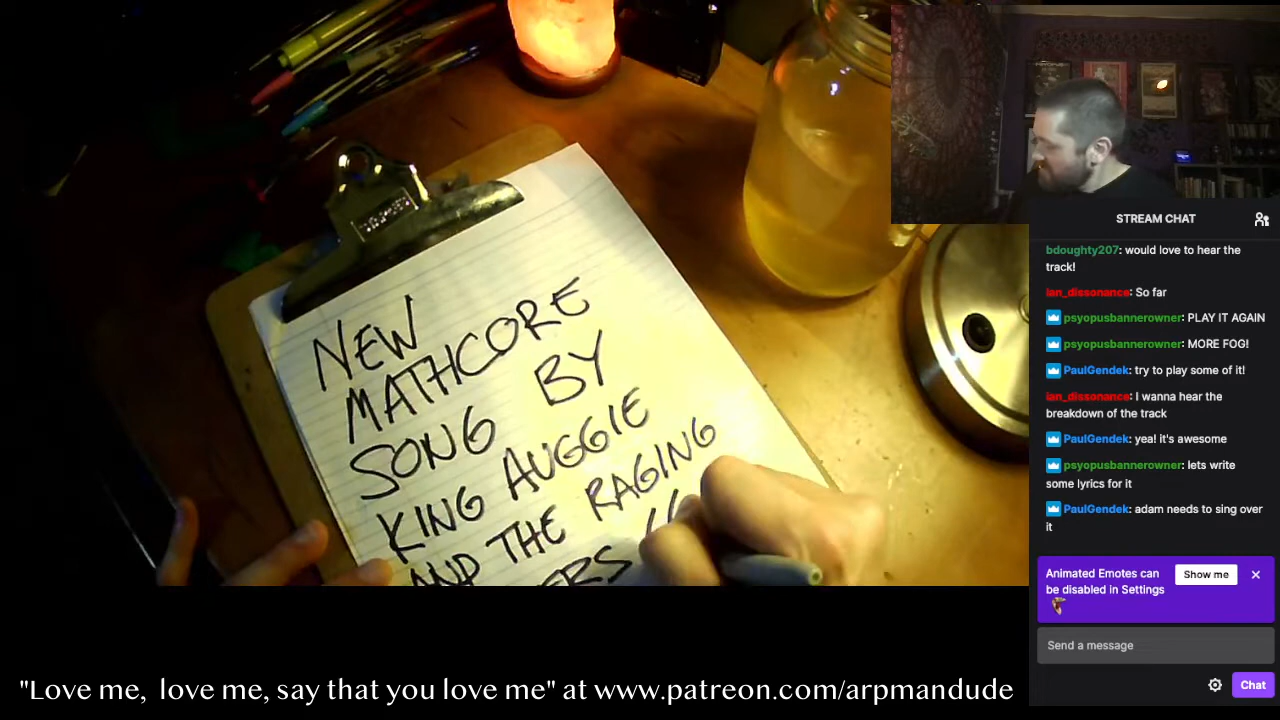 NEW
MATHCORE
SONG BY
KING AUGGIE
AND THE RAGING
STREAM CHAT
bdoughty207: would love to hear the
track!
ian_dissonance: So far
psyopusbannerowner: PLAY IT AGAIN
psyopusbannerowner: MORE FOG!
PaulGendek: try to play some of it!
ian_dissonance: I wanna hear the
breakdown of the track
PaulGendek: yea! it's awesome
psyopusbannerowner: lets write
some lyrics for it
PaulGendek: adam needs to sing over
it
Animated Emotes can
be disabled in Settings
Show me
Send a message
Chat
"Love me, love me, say that you love me" at www.patreon.com/arpmandude